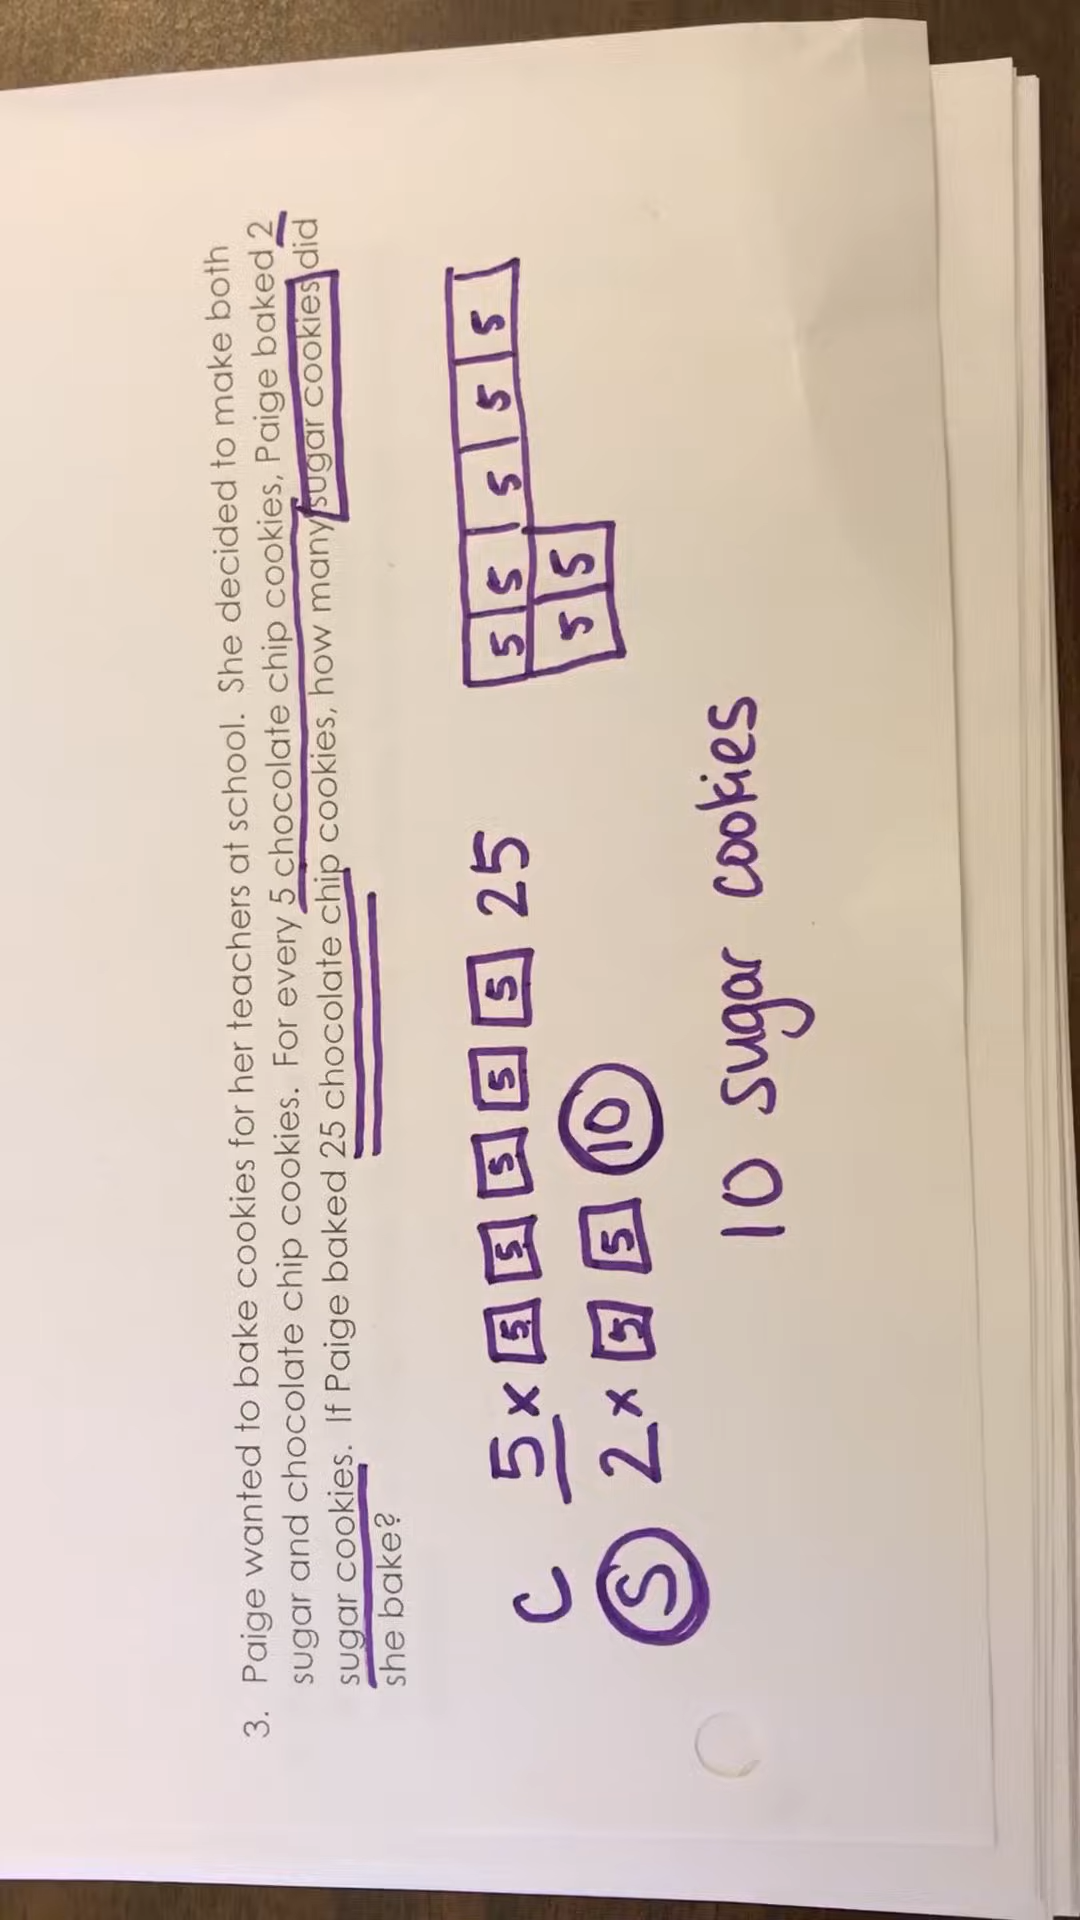 3. Paige wanted to bake cookies for her teachers at school. She decided to make both
sugar and chocolate chip cookies. For every 5 chocolate chip cookies, Paige baked 2
sugar cookies. If Paige baked 25 chocolate chip cookies, how many sugar cookies did
she bake?
C 5 x 5 5 5 5 5 25
5 5 5 5 5
S 2 x 5 5 10
5 5
10 sugar cookies